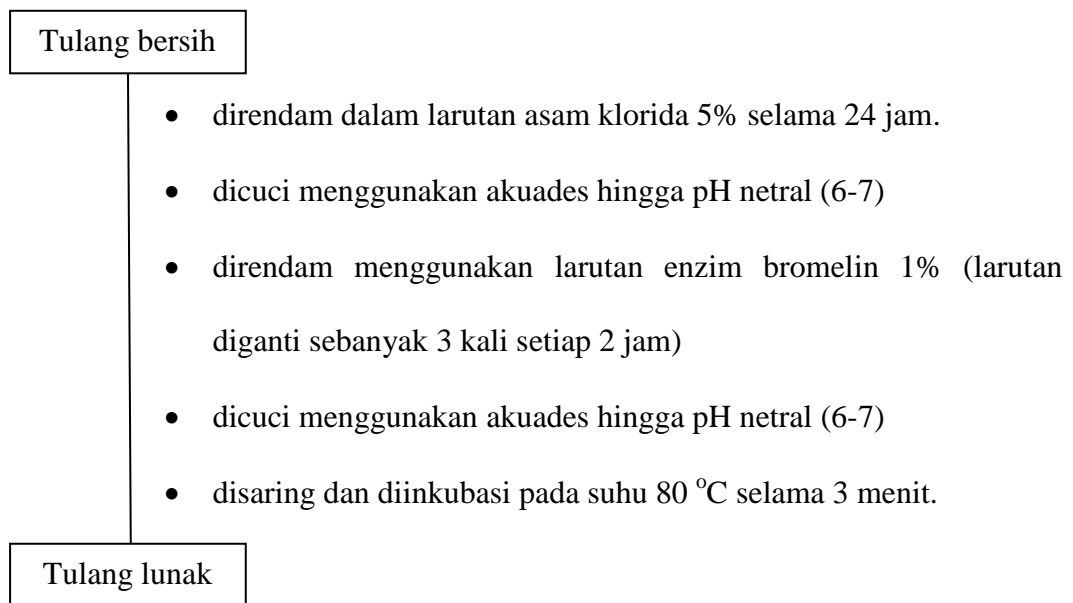 Tulang bersih
• direndam dalam larutan asam klorida 5% selama 24 jam.
• dicuci menggunakan akuades hingga pH netral (6-7)
• direndam menggunakan larutan enzim bromelin 1% (larutan
diganti sebanyak 3 kali setiap 2 jam)
• dicuci menggunakan akuades hingga pH netral (6-7)
• disaring dan diinkubasi pada suhu 80 °C selama 3 menit.
Tulang lunak